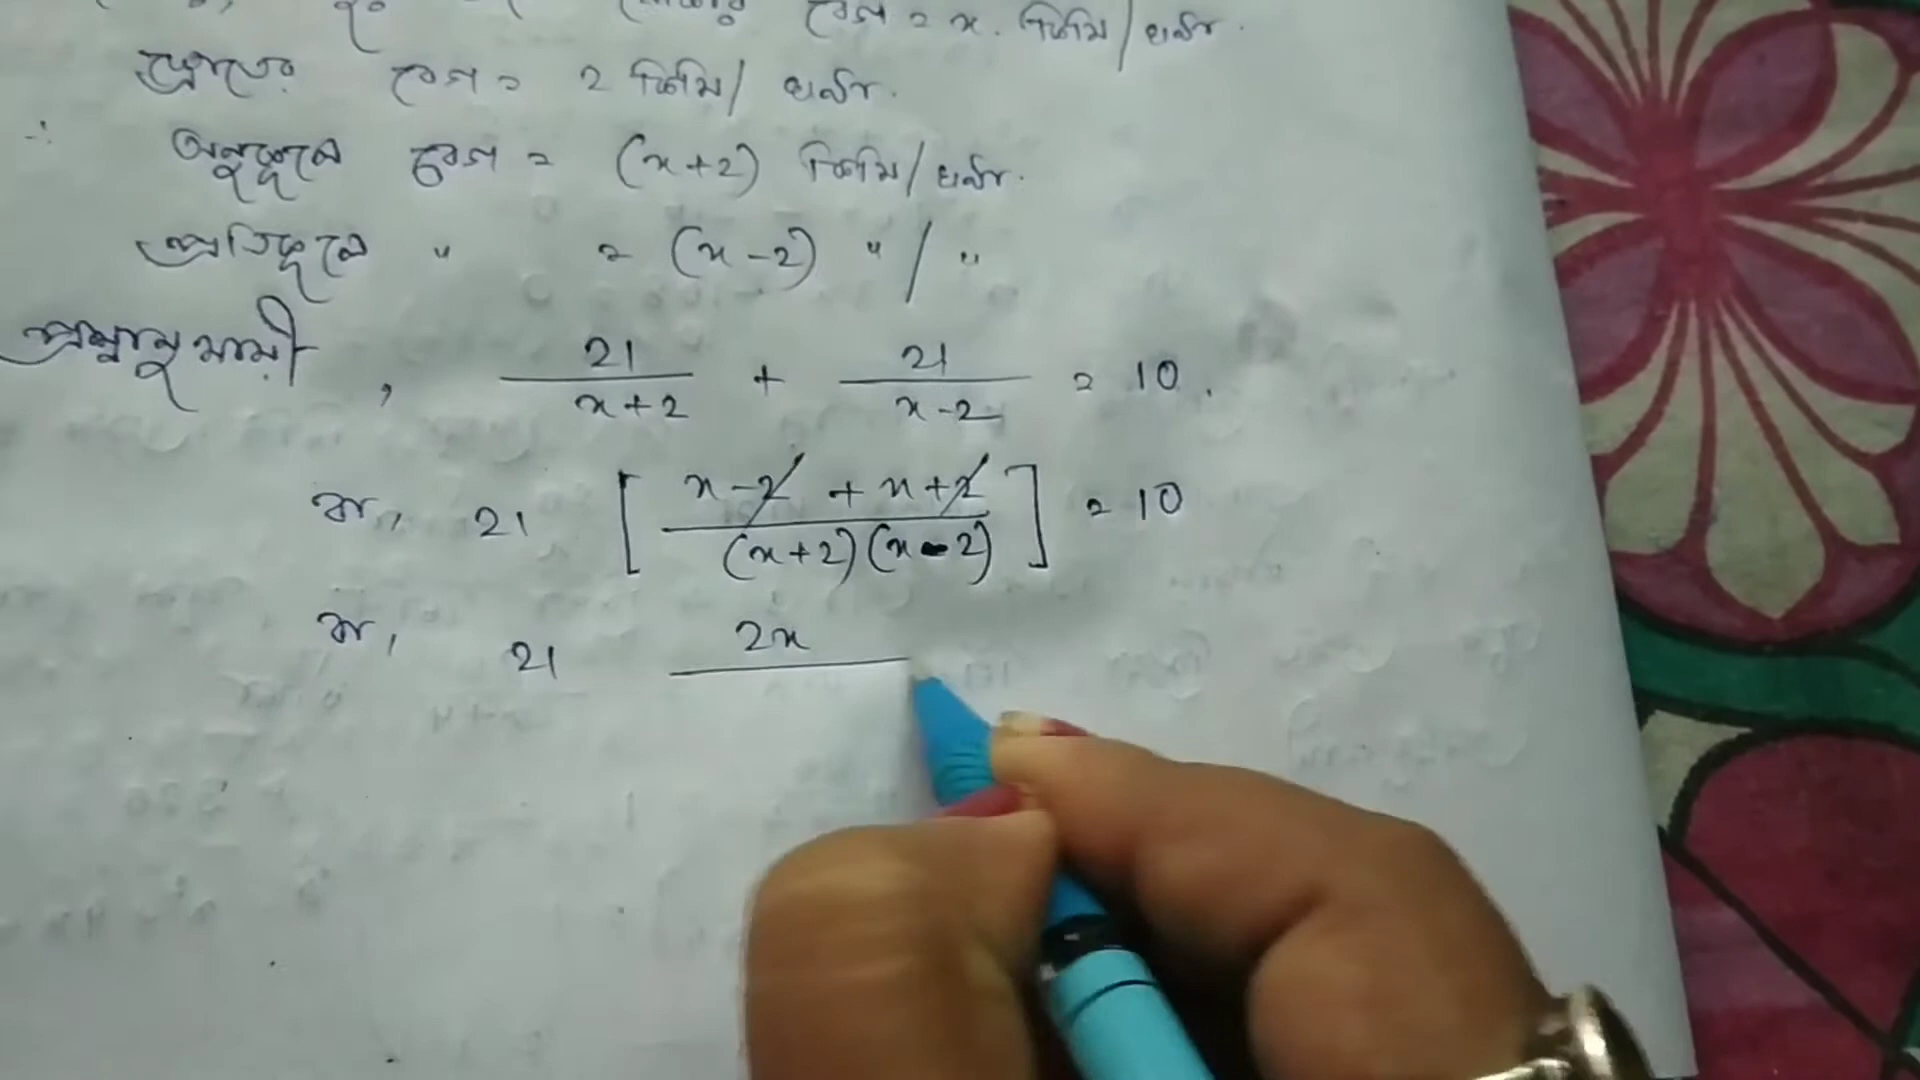 বেগ = x. কিমি/ঘন্টা.
স্রোতের বেগ = 2 কিমি/ ঘন্টা.
∴ অনুকূলে বেগ = (x+2) কিমি/ঘন্টা.
প্রতিকূলে " = (x-2) " / "
প্রশ্নানুযায়ী, 21/(x+2) + 21/(x-2) = 10.
বা, 21 [ (x-2 + x+2)/((x+2)(x-2)) ] = 10
বা, 21 2x